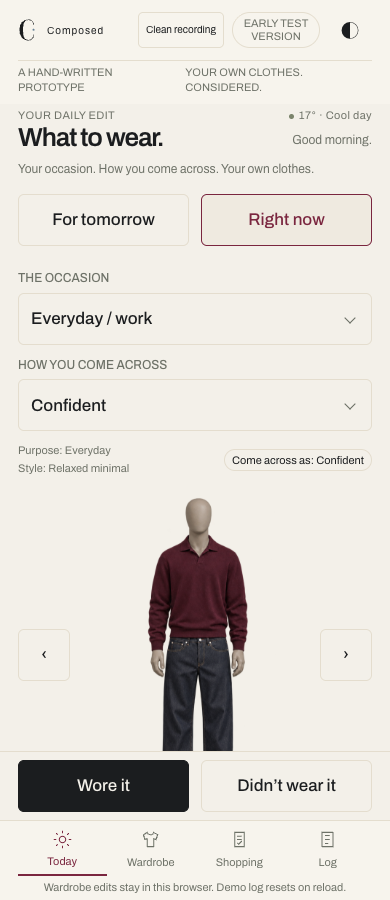 Composed
Clean recording
EARLY TEST
VERSION
A HAND-WRITTEN
PROTOTYPE
YOUR OWN CLOTHES.
CONSIDERED.
YOUR DAILY EDIT
17° · Cool day
What to wear.
Good morning.
Your occasion. How you come across. Your own clothes.
For tomorrow
Right now
THE OCCASION
Everyday / work
HOW YOU COME ACROSS
Confident
Purpose: Everyday
Style: Relaxed minimal
Come across as: Confident
‹
›
Wore it
Didn’t wear it
Today
Wardrobe
Shopping
Log
Wardrobe edits stay in this browser. Demo log resets on reload.